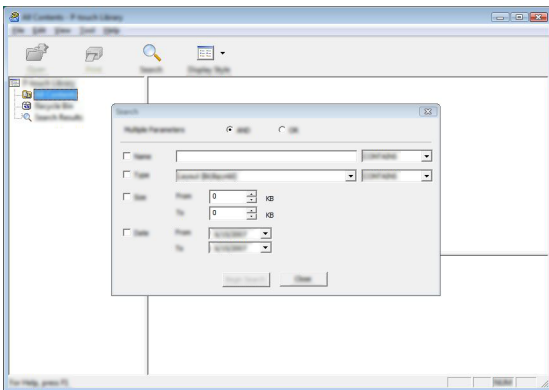 All Contents - P-touch Library
File Edit View Tool Help
Open Print Search Display Style
P-touch Library
All Contents
Recycle Bin
Search Results
Search
Multiple Parameters AND OR
Name CONTAINS
Type CONTAINS
Size From 0 KB
To 0 KB
Date From
To
Close
For Help, press F1
NUM